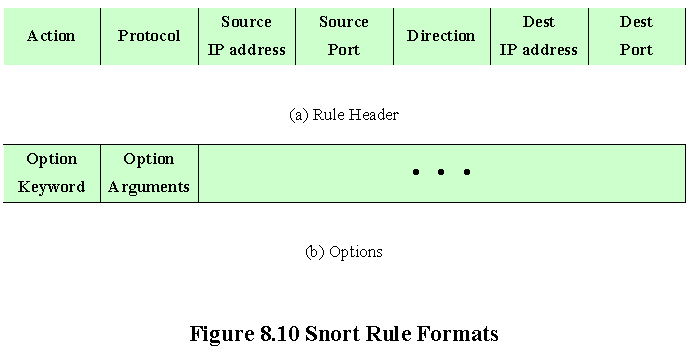 Action
Protocol
Source
IP address
Source
Port
Direction
Dest
IP address
Dest
Port
(a) Rule Header
Option
Keyword
Option
Arguments
• • •
(b) Options
Figure 8.10 Snort Rule Formats